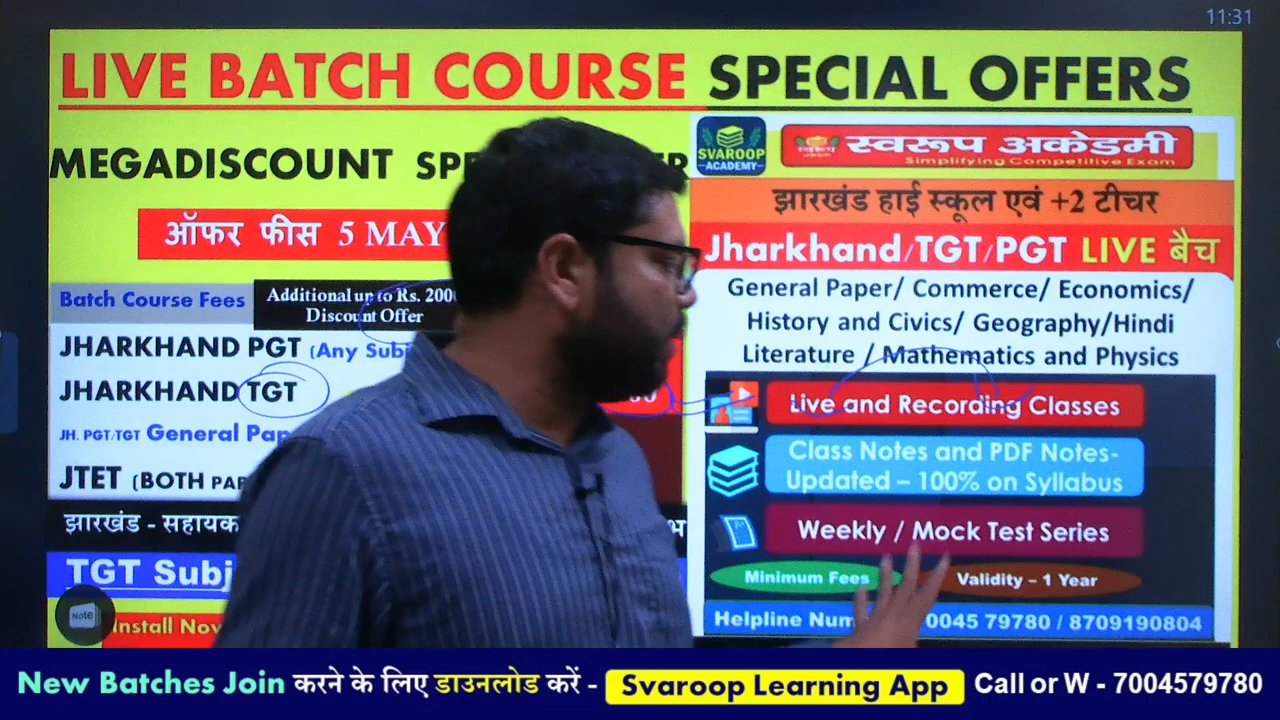 11:31
LIVE BATCH COURSE SPECIAL OFFERS
MEGADISCOUNT
ऑफर फीस 5 MAY
Batch Course Fees
Additional up to Rs. 200
Discount Offer
JHARKHAND PGT (Any Subj
JHARKHAND TGT
JH. PGT/TGT General Pap
JTET (BOTH PAP
झारखंड - सहायक
TGT Subj
Note
Install Now
SVAROOP
ACADEMY
स्वरूप
स्वरूप अकेडमी
Simplifying Competitive Exam
झारखंड हाई स्कूल एवं +2 टीचर
Jharkhand/TGT/PGT LIVE बैच
General Paper/ Commerce/ Economics/
History and Civics/ Geography/Hindi
Literature / Mathematics and Physics
Live and Recording Classes
Class Notes and PDF Notes-
Updated – 100% on Syllabus
Weekly / Mock Test Series
Minimum Fees
Validity – 1 Year
Helpline Num 0045 79780 / 8709190804
New Batches Join करने के लिए डाउनलोड करें - Svaroop Learning App Call or W - 7004579780